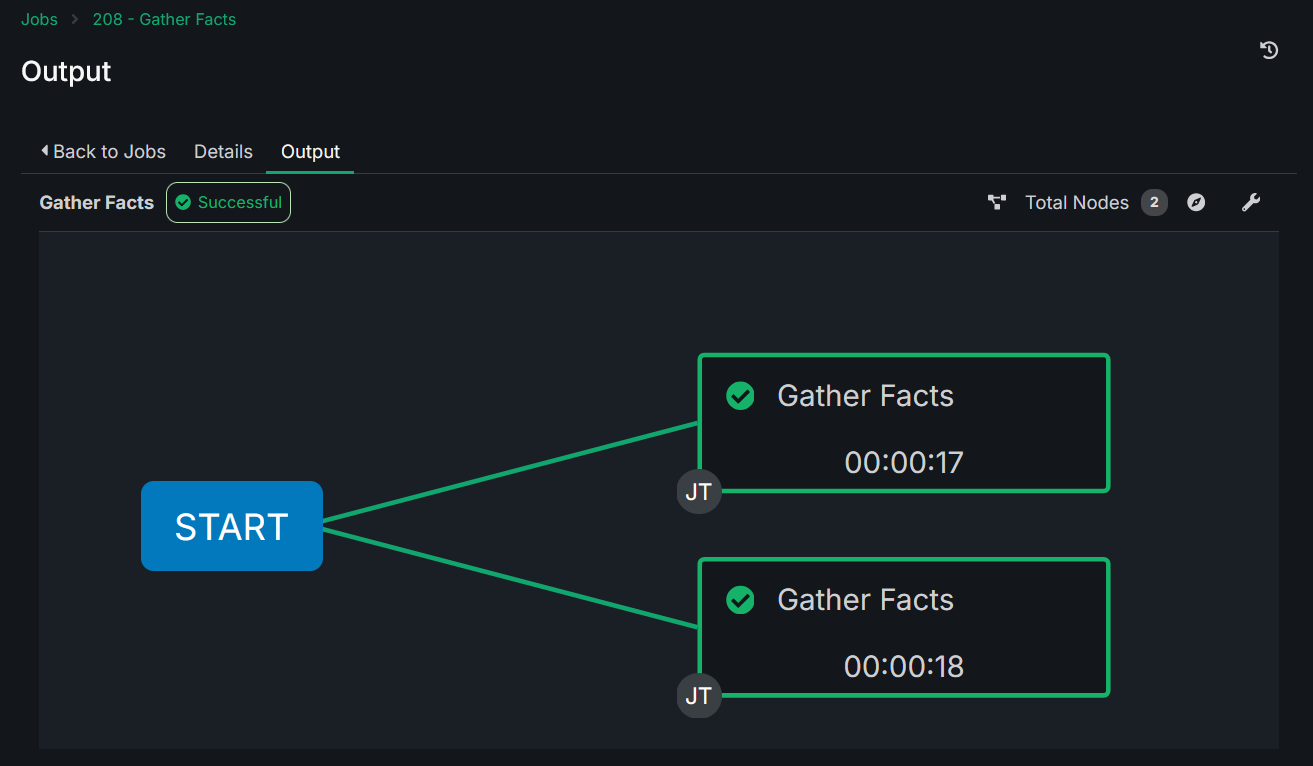 Jobs 208 - Gather Facts
Output
Back to Jobs Details Output
Gather Facts Successful Total Nodes 2
Gather Facts
00:00:17
JT
START
Gather Facts
00:00:18
JT